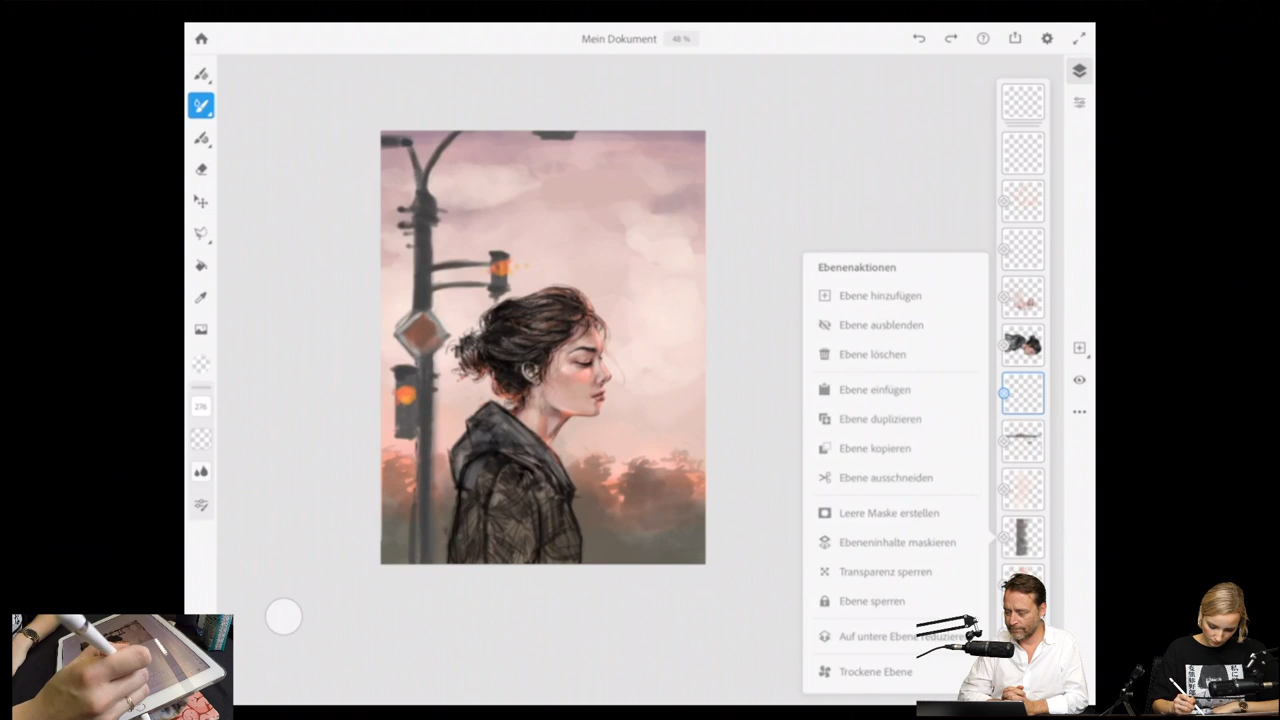 Mein Dokument 48 %
Ebenenaktionen
Ebene hinzufügen
Ebene ausblenden
Ebene löschen
Ebene einfügen
Ebene duplizieren
Ebene kopieren
Ebene ausschneiden
Leere Maske erstellen
Ebeneninhalte maskieren
Transparenz sperren
Ebene sperren
Auf untere Ebene reduzieren
Trockene Ebene
276